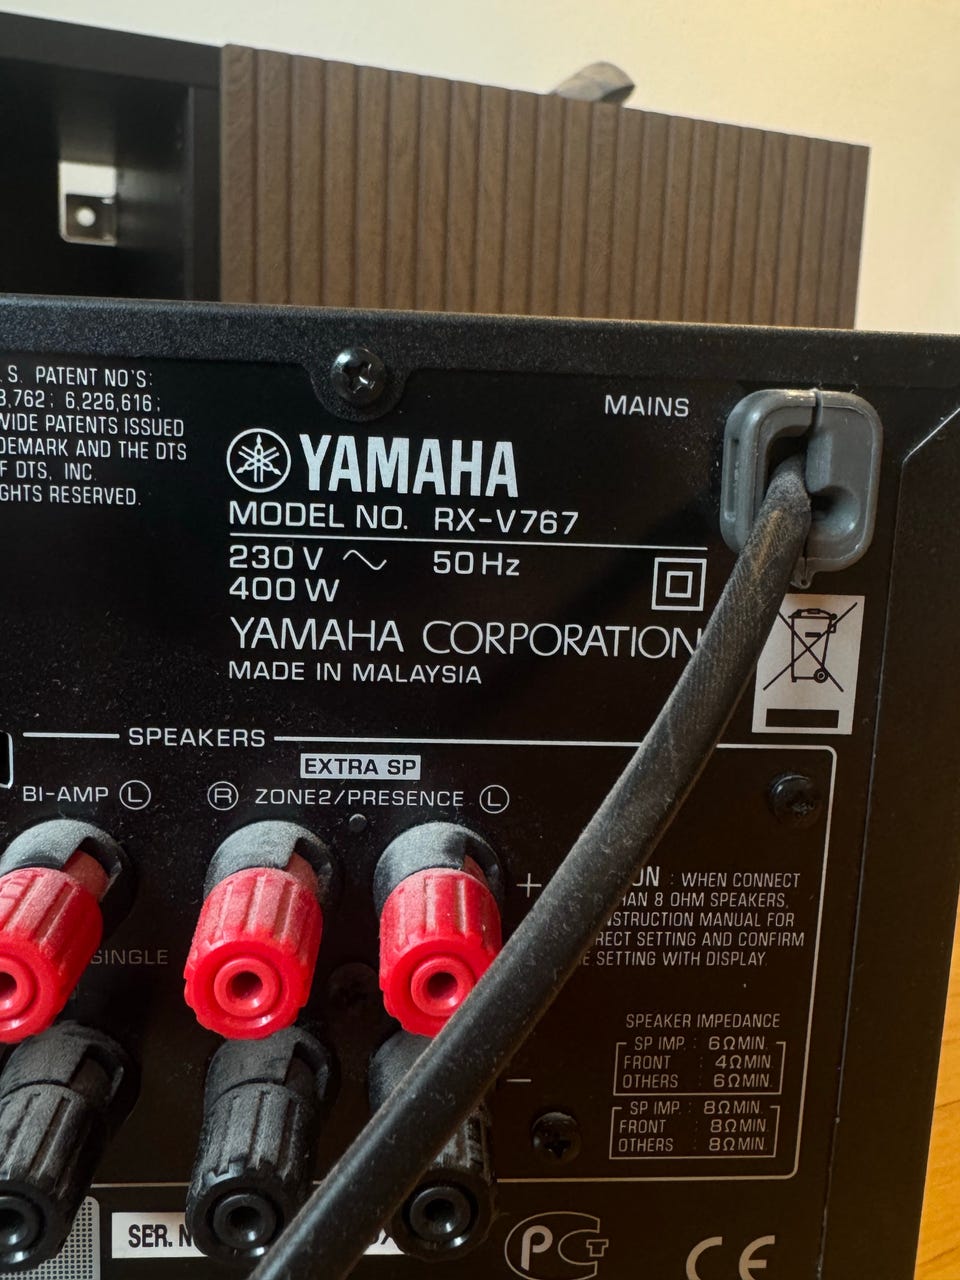 S. PATENT NO'S:
3,762; 6,226,616;
WIDE PATENTS ISSUED
DEMARK AND THE DTS
F DTS, INC.
GHTS RESERVED.
MAINS
YAMAHA
MODEL NO. RX-V767
230 V ~ 50 Hz
400 W
YAMAHA CORPORATION
MADE IN MALAYSIA
SPEAKERS
EXTRA SP
BI-AMP L R ZONE2/PRESENCE L
+
ON : WHEN CONNECT
HAN 8 OHM SPEAKERS,
NSTRUCTION MANUAL FOR
RECT SETTING AND CONFIRM
E SETTING WITH DISPLAY.
SINGLE
SPEAKER IMPEDANCE
SP IMP. : 6ΩMIN.
FRONT : 4ΩMIN.
OTHERS : 6ΩMIN.
–
SP IMP. : 8ΩMIN.
FRONT : 8ΩMIN.
OTHERS : 8ΩMIN.
SER. N
CE